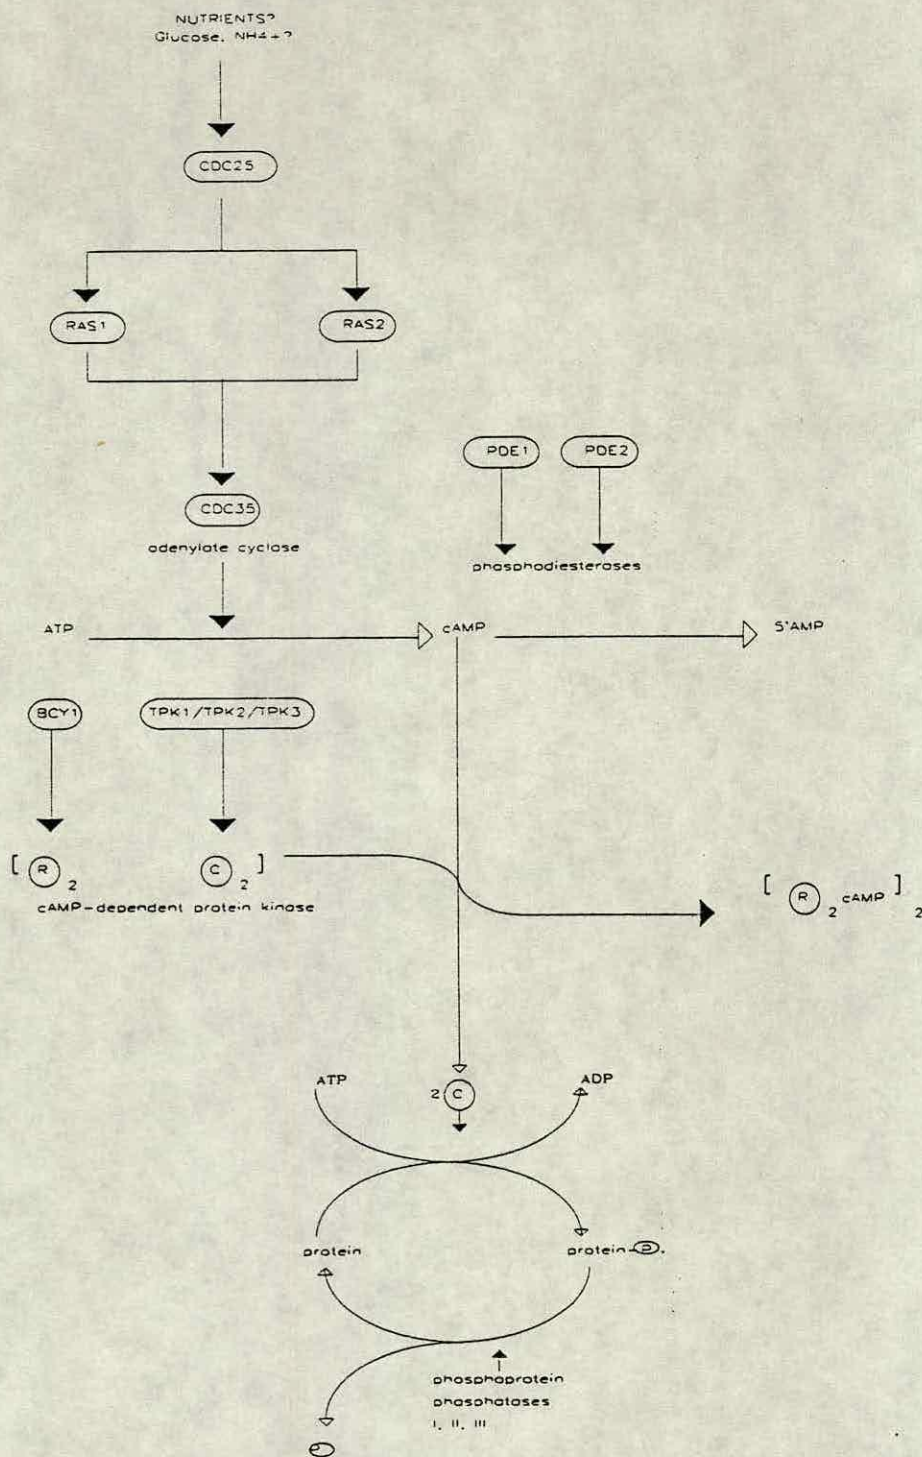 NUTRIENTS?
Glucose, NH4+?
CDC25
RAS1
RAS2
PDE1
PDE2
CDC35
adenylate cyclase
phosphodiesterases
ATP
cAMP
5'AMP
BCY1
TPK1/TPK2/TPK3
[ R 2 C 2 ]
cAMP-dependent protein kinase
[ R 2 cAMP ] 2
ATP
2 C
ADP
protein
protein-P.
phosphoprotein
phosphatases
I, II, III
P